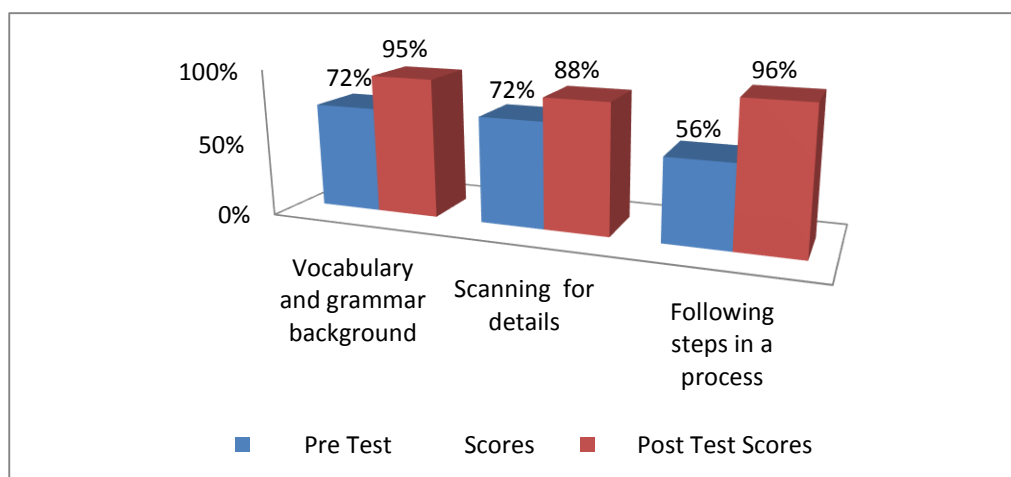 95%
88%
96%
72%
72%
56%
100%
50%
0%
Vocabulary
and grammar
background
Scanning for
details
Following
steps in a
process
Pre Test Scores
Post Test Scores